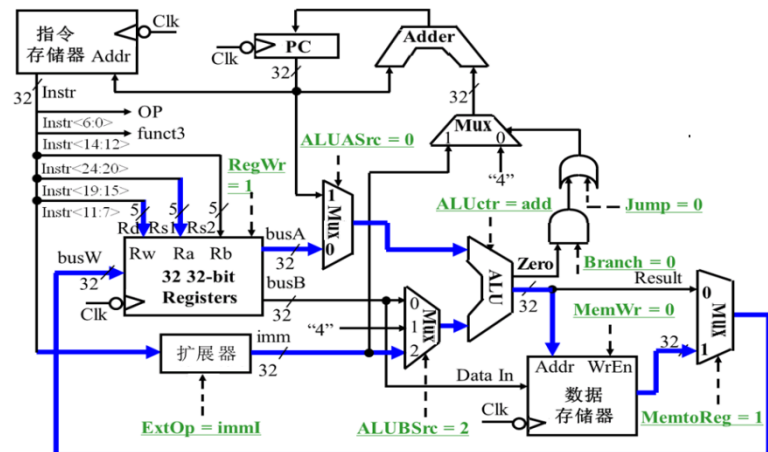 指令
存储器 Addr
Clk
Clk
PC
Adder
32
32
32
Instr
OP
Instr<6:0>
funct3
Instr<14:12>
Instr<24:20>
Instr<19:15>
Instr<11:7>
ALUASrc = 0
RegWr
= 1
Mux
1
0
“4”
ALUctr = add
Jump = 0
Branch = 0
5
5
5
Rd
Rs1
Rs2
busW
32
Rw
Ra
Rb
32 32-bit
Registers
Clk
busA
32
busB
32
1
Mux
0
ALU
Zero
32
Result
MemWr = 0
0
Mux
1
2
“4”
扩展器
imm
32
ExtOp = immI
ALUBSrc = 2
Data In
Addr
WrEn
数据
存储器
Clk
32
0
Mux
1
MemtoReg = 1